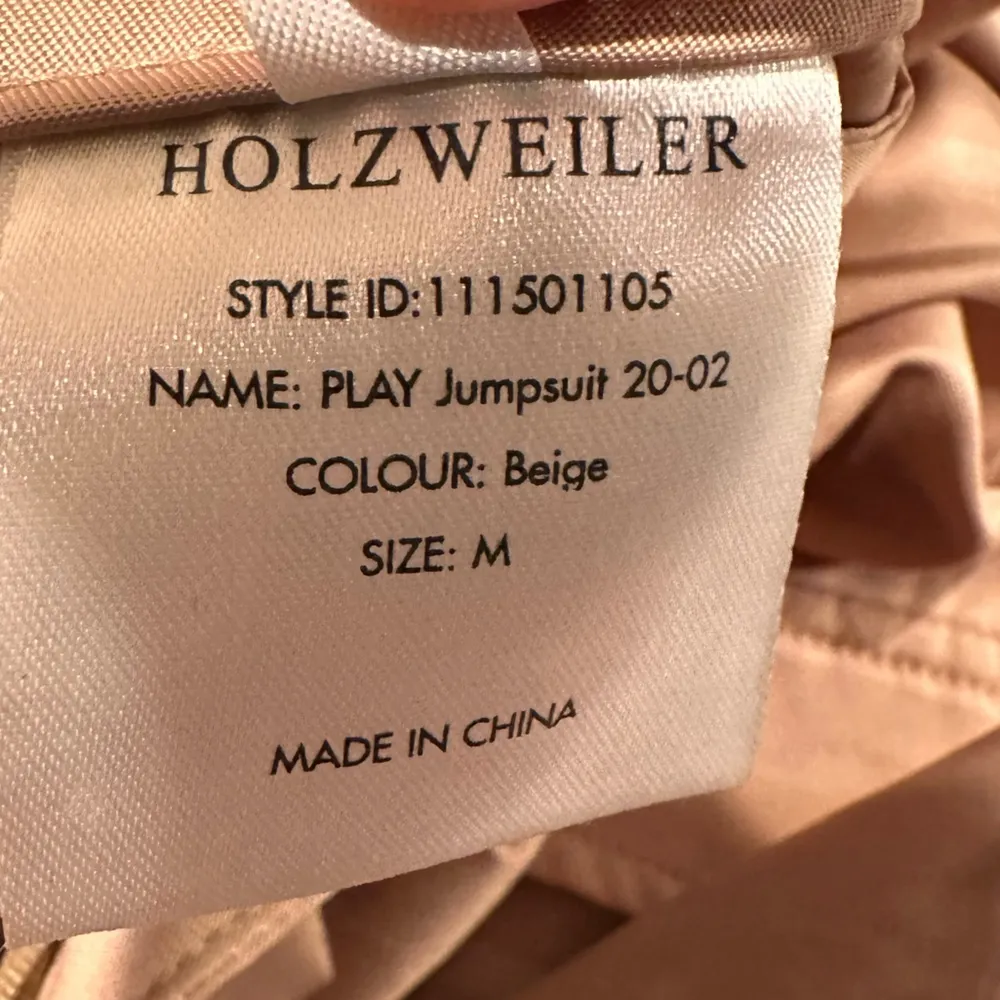 HOLZWEILER
STYLE ID:111501105
NAME: PLAY Jumpsuit 20-02
COLOUR: Beige
SIZE: M
MADE IN CHINA